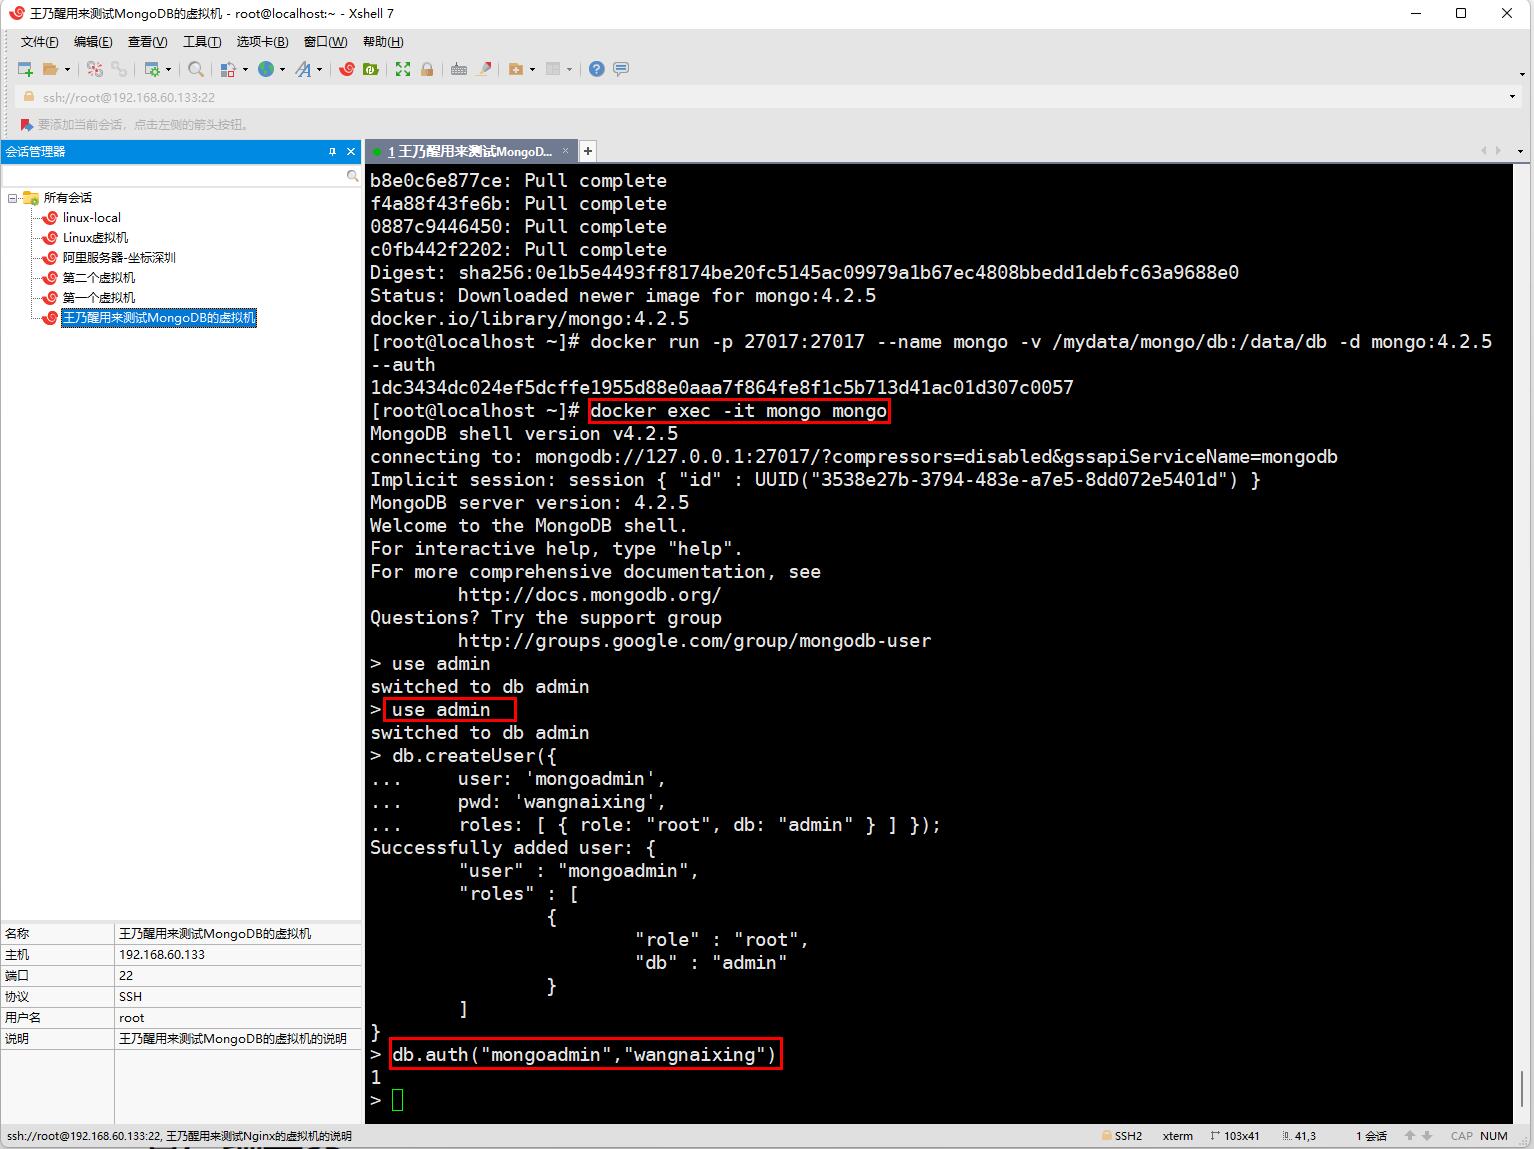 王乃醒用来测试MongoDB的虚拟机 - root@localhost:~ - Xshell 7
文件(F) 编辑(E) 查看(V) 工具(T) 选项卡(B) 窗口(W) 帮助(H)
ssh://root@192.168.60.133:22
要添加当前会话，点击左侧的箭头按钮。
会话管理器
所有会话
linux-local
Linux虚拟机
阿里服务器-坐标深圳
第二个虚拟机
第一个虚拟机
王乃醒用来测试MongoDB的虚拟机
名称 王乃醒用来测试MongoDB的虚拟机
主机 192.168.60.133
端口 22
协议 SSH
用户名 root
说明 王乃醒用来测试MongoDB的虚拟机的说明
1 王乃醒用来测试MongoD...
b8e0c6e877ce: Pull complete
f4a88f43fe6b: Pull complete
0887c9446450: Pull complete
c0fb442f2202: Pull complete
Digest: sha256:0e1b5e4493ff8174be20fc5145ac09979a1b67ec4808bbedd1debfc63a9688e0
Status: Downloaded newer image for mongo:4.2.5
docker.io/library/mongo:4.2.5
[root@localhost ~]# docker run -p 27017:27017 --name mongo -v /mydata/mongo/db:/data/db -d mongo:4.2.5
--auth
1dc3434dc024ef5dcffe1955d88e0aaa7f864fe8f1c5b713d41ac01d307c0057
[root@localhost ~]# docker exec -it mongo mongo
MongoDB shell version v4.2.5
connecting to: mongodb://127.0.0.1:27017/?compressors=disabled&gssapiServiceName=mongodb
Implicit session: session { "id" : UUID("3538e27b-3794-483e-a7e5-8dd072e5401d") }
MongoDB server version: 4.2.5
Welcome to the MongoDB shell.
For interactive help, type "help".
For more comprehensive documentation, see
http://docs.mongodb.org/
Questions? Try the support group
http://groups.google.com/group/mongodb-user
> use admin
switched to db admin
> use admin
switched to db admin
> db.createUser({
... user: 'mongoadmin',
... pwd: 'wangnaixing',
... roles: [ { role: "root", db: "admin" } ] });
Successfully added user: {
"user" : "mongoadmin",
"roles" : [
{
"role" : "root",
"db" : "admin"
}
]
}
> db.auth("mongoadmin","wangnaixing")
1
>
ssh://root@192.168.60.133:22, 王乃醒用来测试Nginx的虚拟机的说明 SSH2 xterm 103x41 41,3 1 会话 CAP NUM